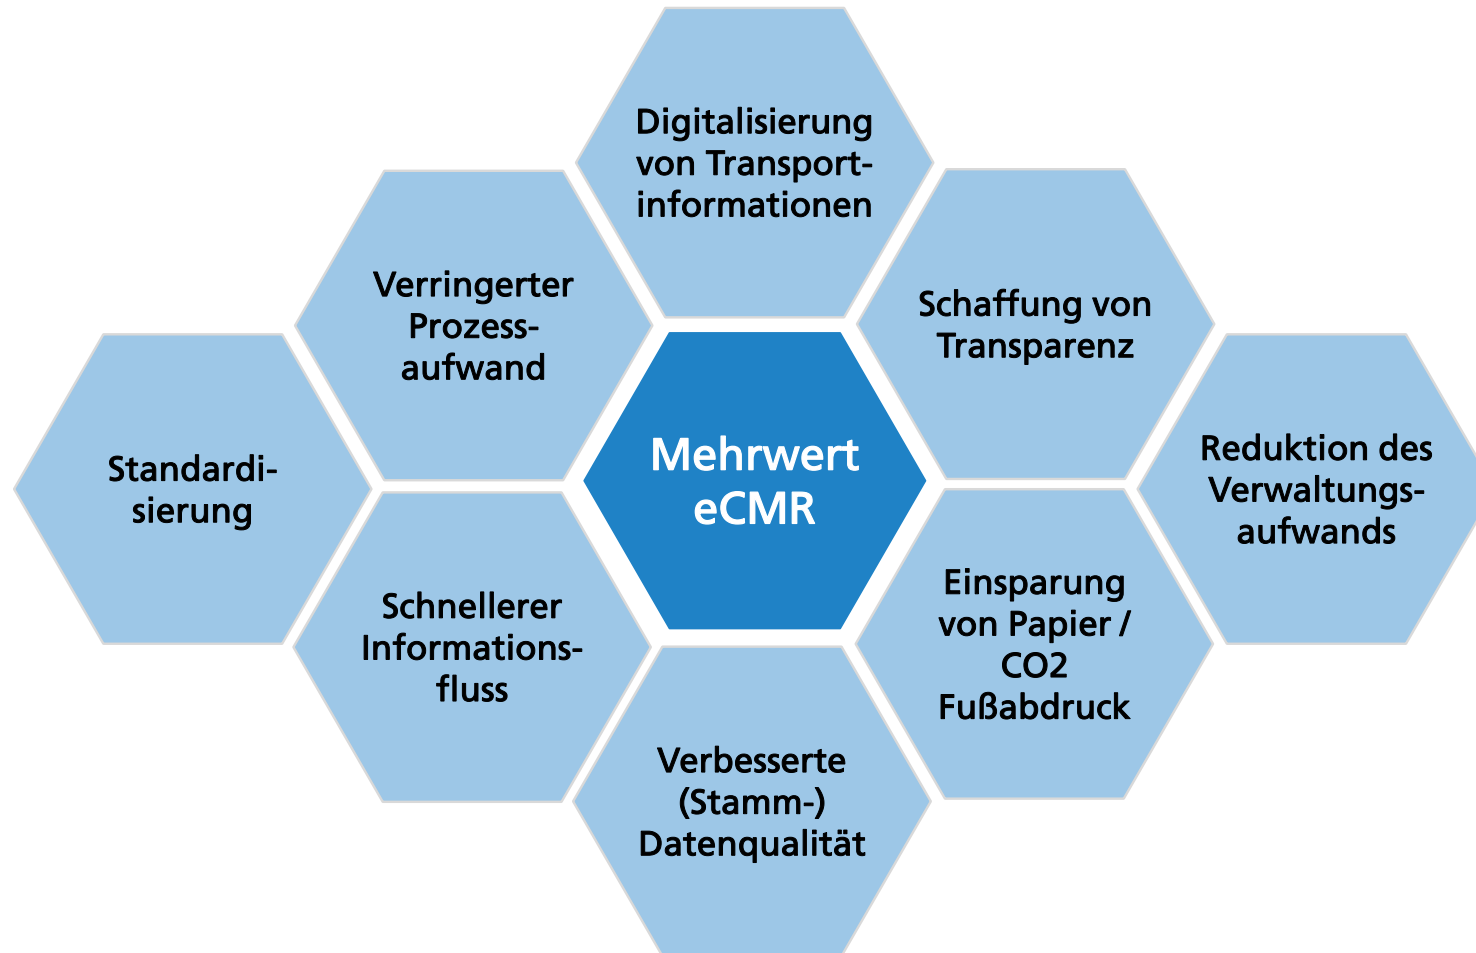 Digitalisierung
von Transport-
informationen
Verringerter
Prozess-
aufwand
Schaffung von
Transparenz
Standardi-
sierung
Mehrwert
eCMR
Reduktion des
Verwaltungs-
aufwands
Schnellerer
Informations-
fluss
Einsparung
von Papier /
CO2
Fußabdruck
Verbesserte
(Stamm-)
Datenqualität